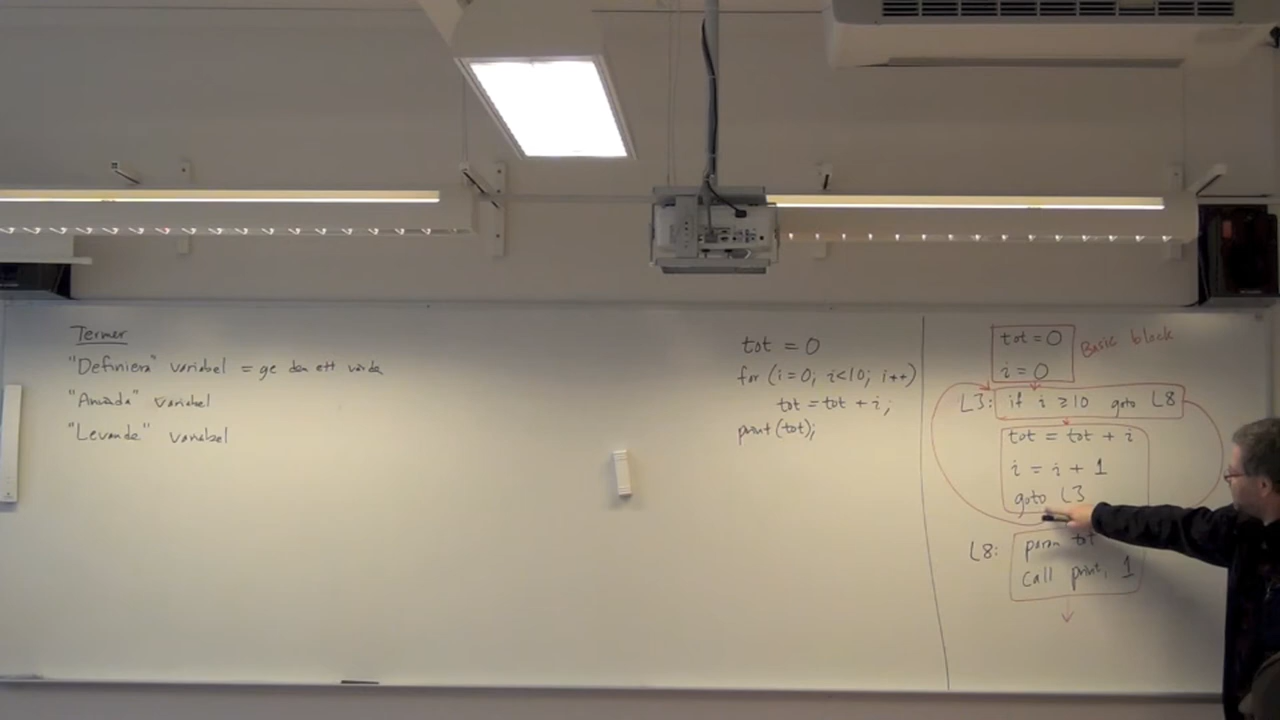 Termer
"Definiera" variabel = ge den ett värde
"Använda" variabel
"Levande" variabel
tot = 0
for (i=0; i<10; i++)
tot = tot + i;
print(tot);
tot = 0
i = 0
Basic block
L3: if i ≥ 10 goto L8
tot = tot + i
i = i + 1
goto L3
L8: param tot
call print, 1